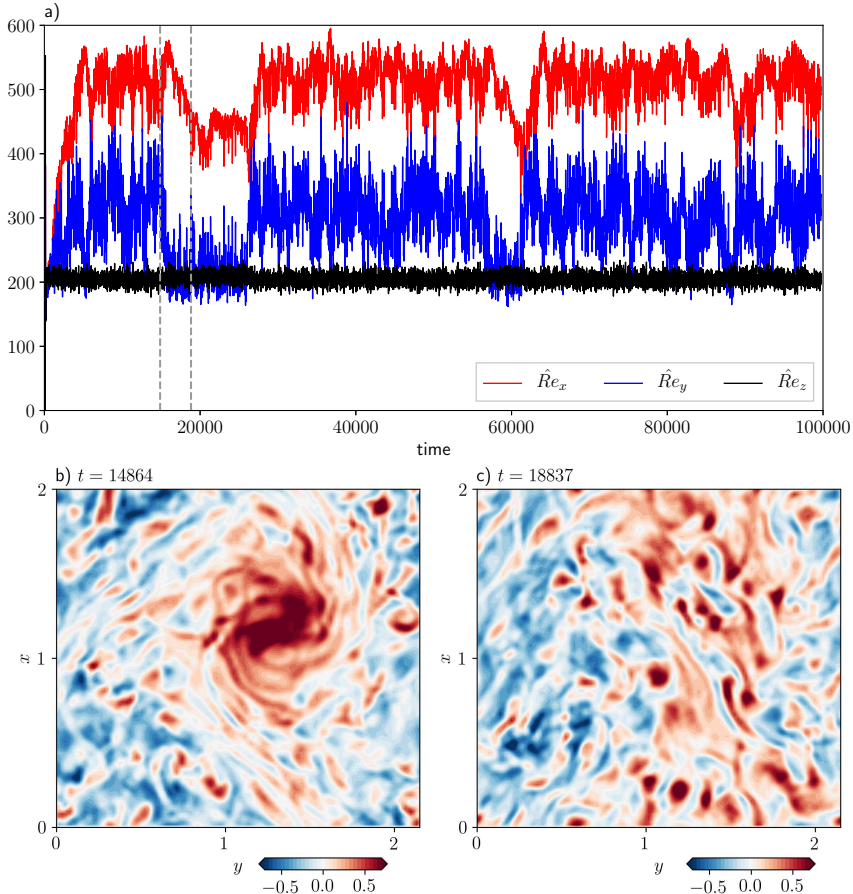 a)
600
500
400
300
200
100
0
R̂e_x R̂e_y R̂e_z
0 20000 40000 60000 80000 100000
time
b) t = 14864 c) t = 18837
2 2
x 1 x 1
0 0
0 1 2 0 1 2
y −0.5 0.0 0.5 y −0.5 0.0 0.5